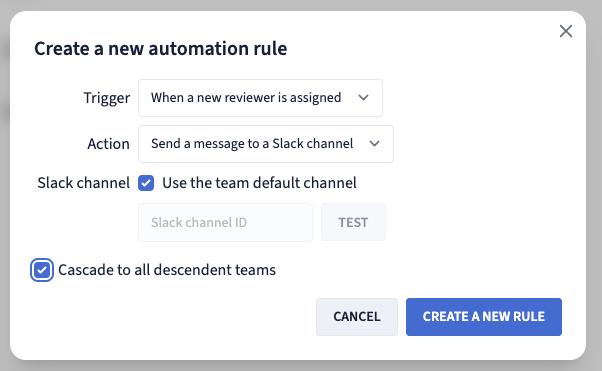 Create a new automation rule
Trigger When a new reviewer is assigned
Action Send a message to a Slack channel
Slack channel Use the team default channel
Slack channel ID TEST
Cascade to all descendent teams
CANCEL CREATE A NEW RULE